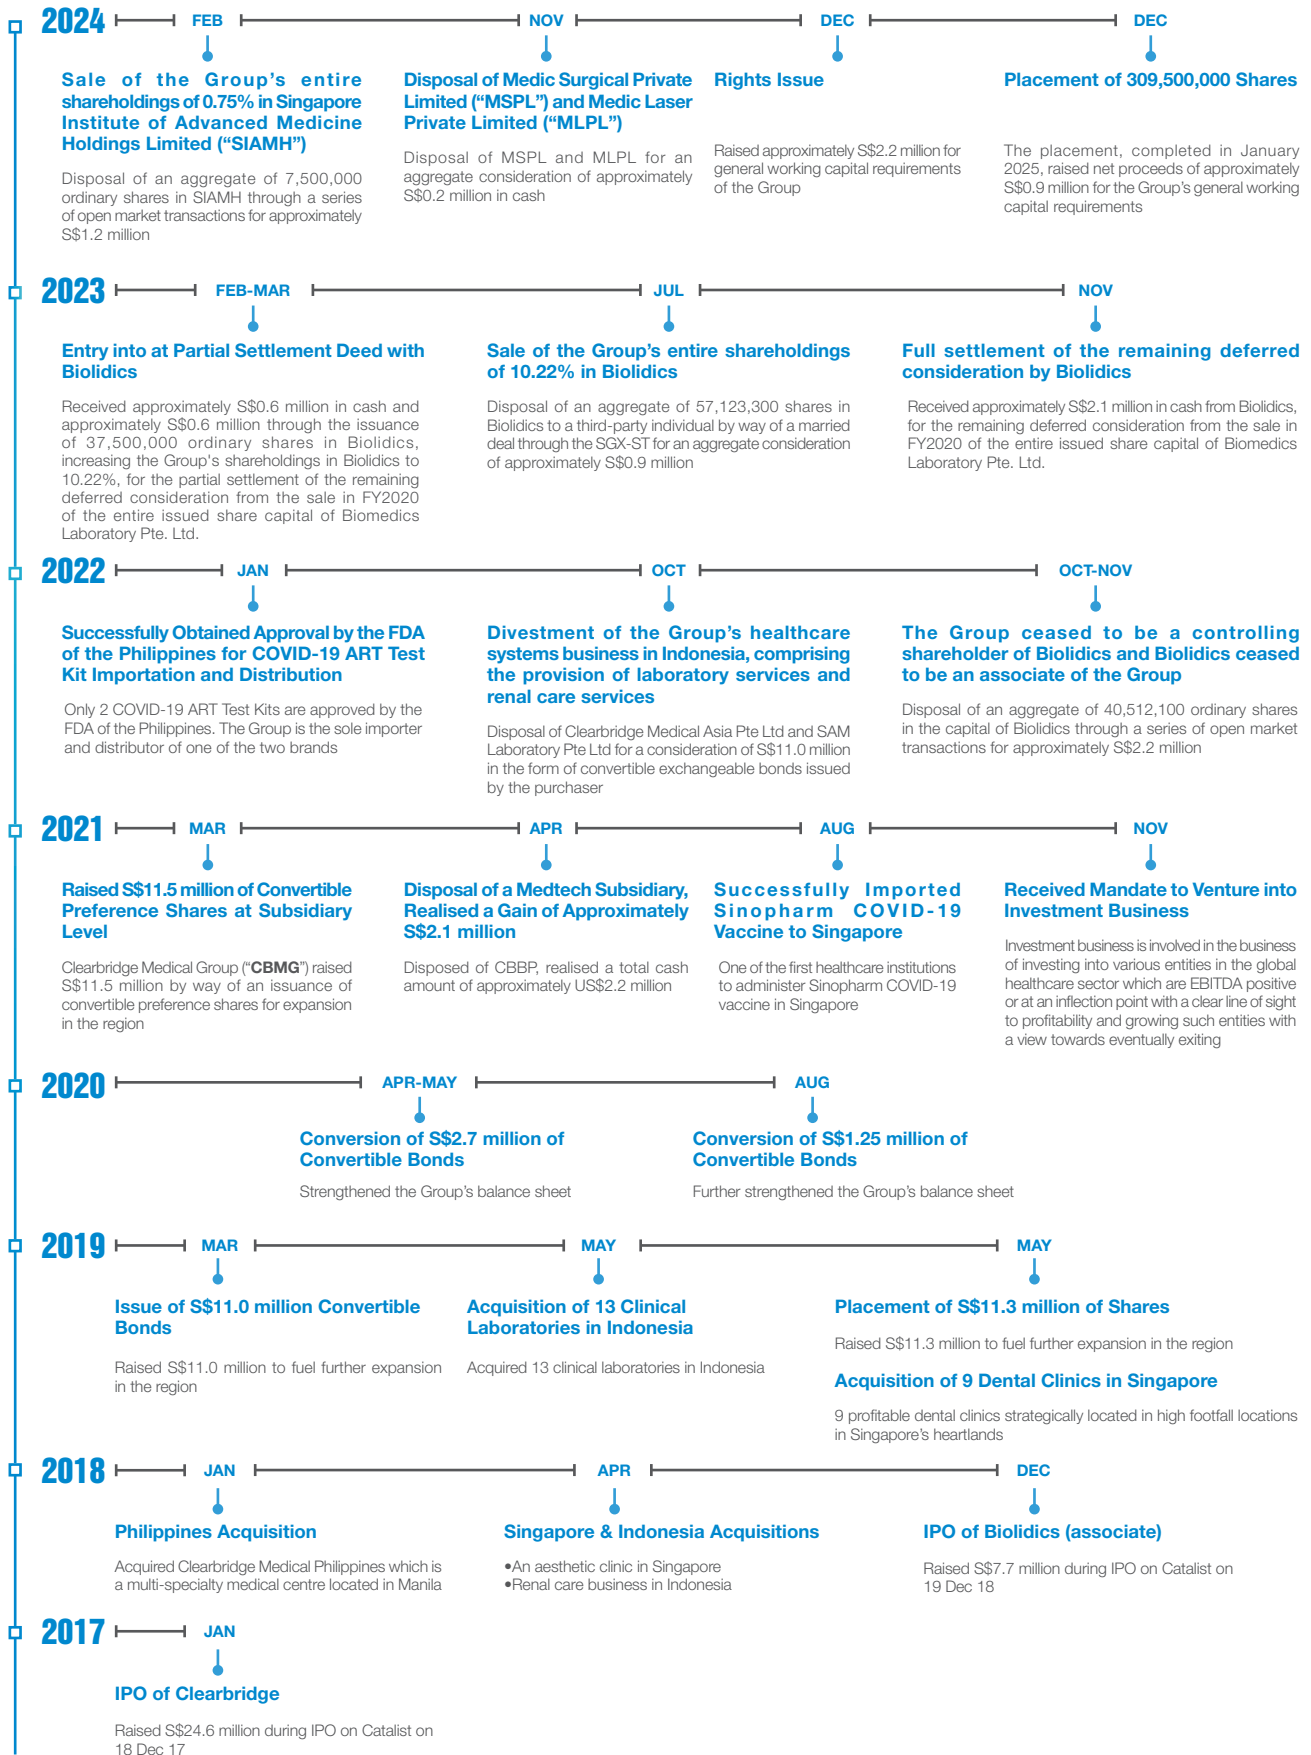 2024
FEB
Sale of the Group's entire
shareholdings of 0.75% in Singapore
Institute of Advanced Medicine
Holdings Limited (“SIAMH”)
Disposal of an aggregate of 7,500,000
ordinary shares in SIAMH through a series
of open market transactions for approximately
S$1.2 million
NOV
Disposal of Medic Surgical Private
Limited (“MSPL”) and Medic Laser
Private Limited (“MLPL”)
Disposal of MSPL and MLPL for an
aggregate consideration of approximately
S$0.2 million in cash
DEC
Rights Issue
Raised approximately S$2.2 million for
general working capital requirements
of the Group
DEC
Placement of 309,500,000 Shares
The placement, completed in January
2025, raised net proceeds of approximately
S$0.9 million for the Group's general working
capital requirements
2023
FEB-MAR
Entry into at Partial Settlement Deed with
Biolidics
Received approximately S$0.6 million in cash and
approximately S$0.6 million through the issuance
of 37,500,000 ordinary shares in Biolidics,
increasing the Group's shareholdings in Biolidics to
10.22%, for the partial settlement of the remaining
deferred consideration from the sale in FY2020
of the entire issued share capital of Biomedics
Laboratory Pte. Ltd.
JUL
Sale of the Group's entire shareholdings
of 10.22% in Biolidics
Disposal of an aggregate of 57,123,300 shares in
Biolidics to a third-party individual by way of a married
deal through the SGX-ST for an aggregate consideration
of approximately S$0.9 million
NOV
Full settlement of the remaining deferred
consideration by Biolidics
Received approximately S$2.1 million in cash from Biolidics,
for the remaining deferred consideration from the sale in
FY2020 of the entire issued share capital of Biomedics
Laboratory Pte. Ltd.
2022
JAN
Successfully Obtained Approval by the FDA
of the Philippines for COVID-19 ART Test
Kit Importation and Distribution
Only 2 COVID-19 ART Test Kits are approved by the
FDA of the Philippines. The Group is the sole importer
and distributor of one of the two brands
OCT
Divestment of the Group's healthcare
systems business in Indonesia, comprising
the provision of laboratory services and
renal care services
Disposal of Clearbridge Medical Asia Pte Ltd and SAM
Laboratory Pte Ltd for a consideration of S$11.0 million
in the form of convertible exchangeable bonds issued
by the purchaser
OCT-NOV
The Group ceased to be a controlling
shareholder of Biolidics and Biolidics ceased
to be an associate of the Group
Disposal of an aggregate of 40,512,100 ordinary shares
in the capital of Biolidics through a series of open market
transactions for approximately S$2.2 million
2021
MAR
Raised S$11.5 million of Convertible
Preference Shares at Subsidiary
Level
Clearbridge Medical Group (“CBMG”) raised
S$11.5 million by way of an issuance of
convertible preference shares for expansion
in the region
APR
Disposal of a Medtech Subsidiary,
Realised a Gain of Approximately
S$2.1 million
Disposed of CBBP, realised a total cash
amount of approximately US$2.2 million
AUG
Successfully Imported
Sinopharm COVID-19
Vaccine to Singapore
One of the first healthcare institutions
to administer Sinopharm COVID-19
vaccine in Singapore
NOV
Received Mandate to Venture into
Investment Business
Investment business is involved in the business
of investing into various entities in the global
healthcare sector which are EBITDA positive
or at an inflection point with a clear line of sight
to profitability and growing such entities with
a view towards eventually exiting
2020
APR-MAY
Conversion of S$2.7 million of
Convertible Bonds
Strengthened the Group's balance sheet
AUG
Conversion of S$1.25 million of
Convertible Bonds
Further strengthened the Group's balance sheet
2019
MAR
Issue of S$11.0 million Convertible
Bonds
Raised S$11.0 million to fuel further expansion
in the region
MAY
Acquisition of 13 Clinical
Laboratories in Indonesia
Acquired 13 clinical laboratories in Indonesia
MAY
Placement of S$11.3 million of Shares
Raised S$11.3 million to fuel further expansion in the region
Acquisition of 9 Dental Clinics in Singapore
9 profitable dental clinics strategically located in high footfall locations
in Singapore's heartlands
2018
JAN
Philippines Acquisition
Acquired Clearbridge Medical Philippines which is
a multi-specialty medical centre located in Manila
APR
Singapore & Indonesia Acquisitions
•An aesthetic clinic in Singapore
•Renal care business in Indonesia
DEC
IPO of Biolidics (associate)
Raised S$7.7 million during IPO on Catalist on
19 Dec 18
2017
JAN
IPO of Clearbridge
Raised S$24.6 million during IPO on Catalist on
18 Dec 17